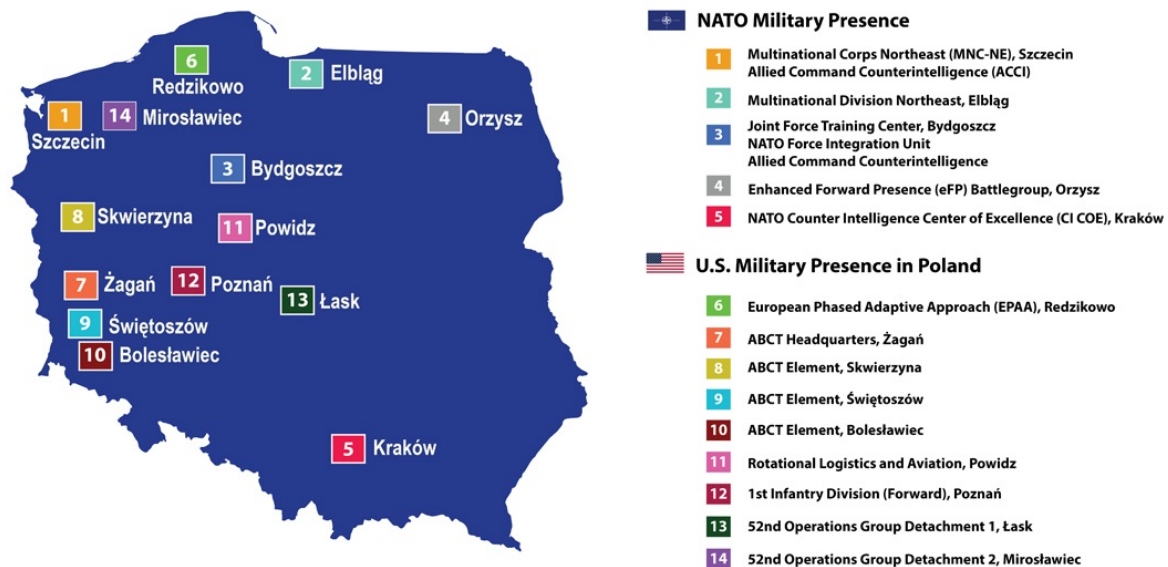 6
Redzikowo
2
Elbląg
1
Szczecin
14
Mirosławiec
4
Orzysz
3
Bydgoszcz
8
Skwierzyna
11
Powidz
7
Żagań
12
Poznań
13
Łask
9
Świętoszów
10
Bolesławiec
5
Kraków
NATO Military Presence
1
Multinational Corps Northeast (MNC-NE), Szczecin
Allied Command Counterintelligence (ACCI)
2
Multinational Division Northeast, Elbląg
3
Joint Force Training Center, Bydgoszcz
NATO Force Integration Unit
Allied Command Counterintelligence
4
Enhanced Forward Presence (eFP) Battlegroup, Orzysz
5
NATO Counter Intelligence Center of Excellence (CI COE), Kraków
U.S. Military Presence in Poland
6
European Phased Adaptive Approach (EPAA), Redzikowo
7
ABCT Headquarters, Żagań
8
ABCT Element, Skwierzyna
9
ABCT Element, Świętoszów
10
ABCT Element, Bolesławiec
11
Rotational Logistics and Aviation, Powidz
12
1st Infantry Division (Forward), Poznań
13
52nd Operations Group Detachment 1, Łask
14
52nd Operations Group Detachment 2, Mirosławiec